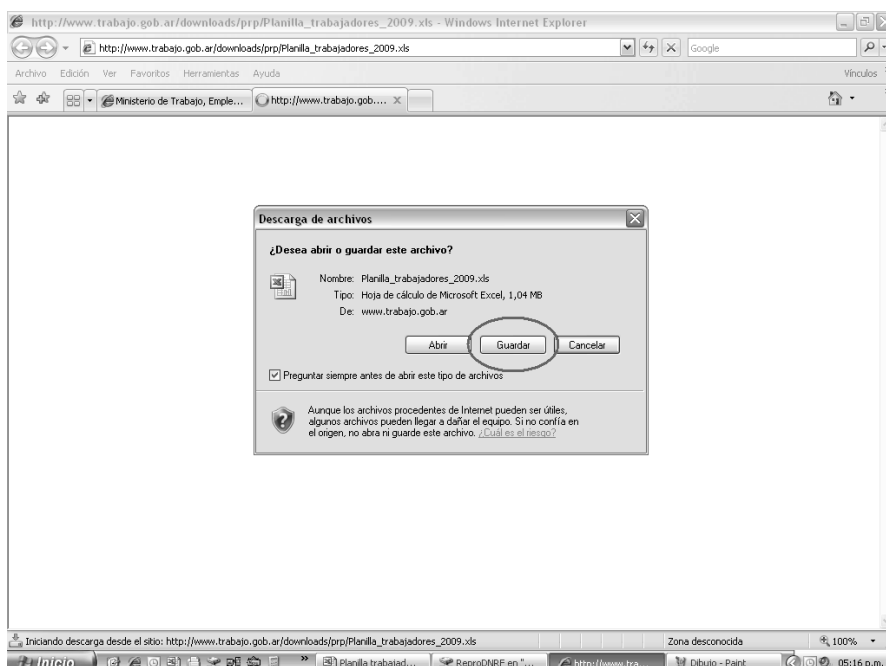 http://www.trabajo.gob.ar/downloads/prp/Planilla_trabajadores_2009.xls - Windows Internet Explorer
http://www.trabajo.gob.ar/downloads/prp/Planilla_trabajadores_2009.xls
Google
Archivo Edición Ver Favoritos Herramientas Ayuda
Vínculos
Ministerio de Trabajo, Emple...
http://www.trabajo.gob....
Descarga de archivos
¿Desea abrir o guardar este archivo?
Nombre: Planilla_trabajadores_2009.xls
Tipo: Hoja de cálculo de Microsoft Excel, 1,04 MB
De: www.trabajo.gob.ar
Abrir Guardar Cancelar
Preguntar siempre antes de abrir este tipo de archivos
Aunque los archivos procedentes de Internet pueden ser útiles,
algunos archivos pueden llegar a dañar el equipo. Si no confía en
el origen, no abra ni guarde este archivo. ¿Cuál es el riesgo?
Iniciando descarga desde el sitio: http://www.trabajo.gob.ar/downloads/prp/Planilla_trabajadores_2009.xls
Zona desconocida
100%
Inicio
Planilla trabajad...
ReproDNRE en "...
http://www.tra...
Dibujo - Paint
05:16 p.m.